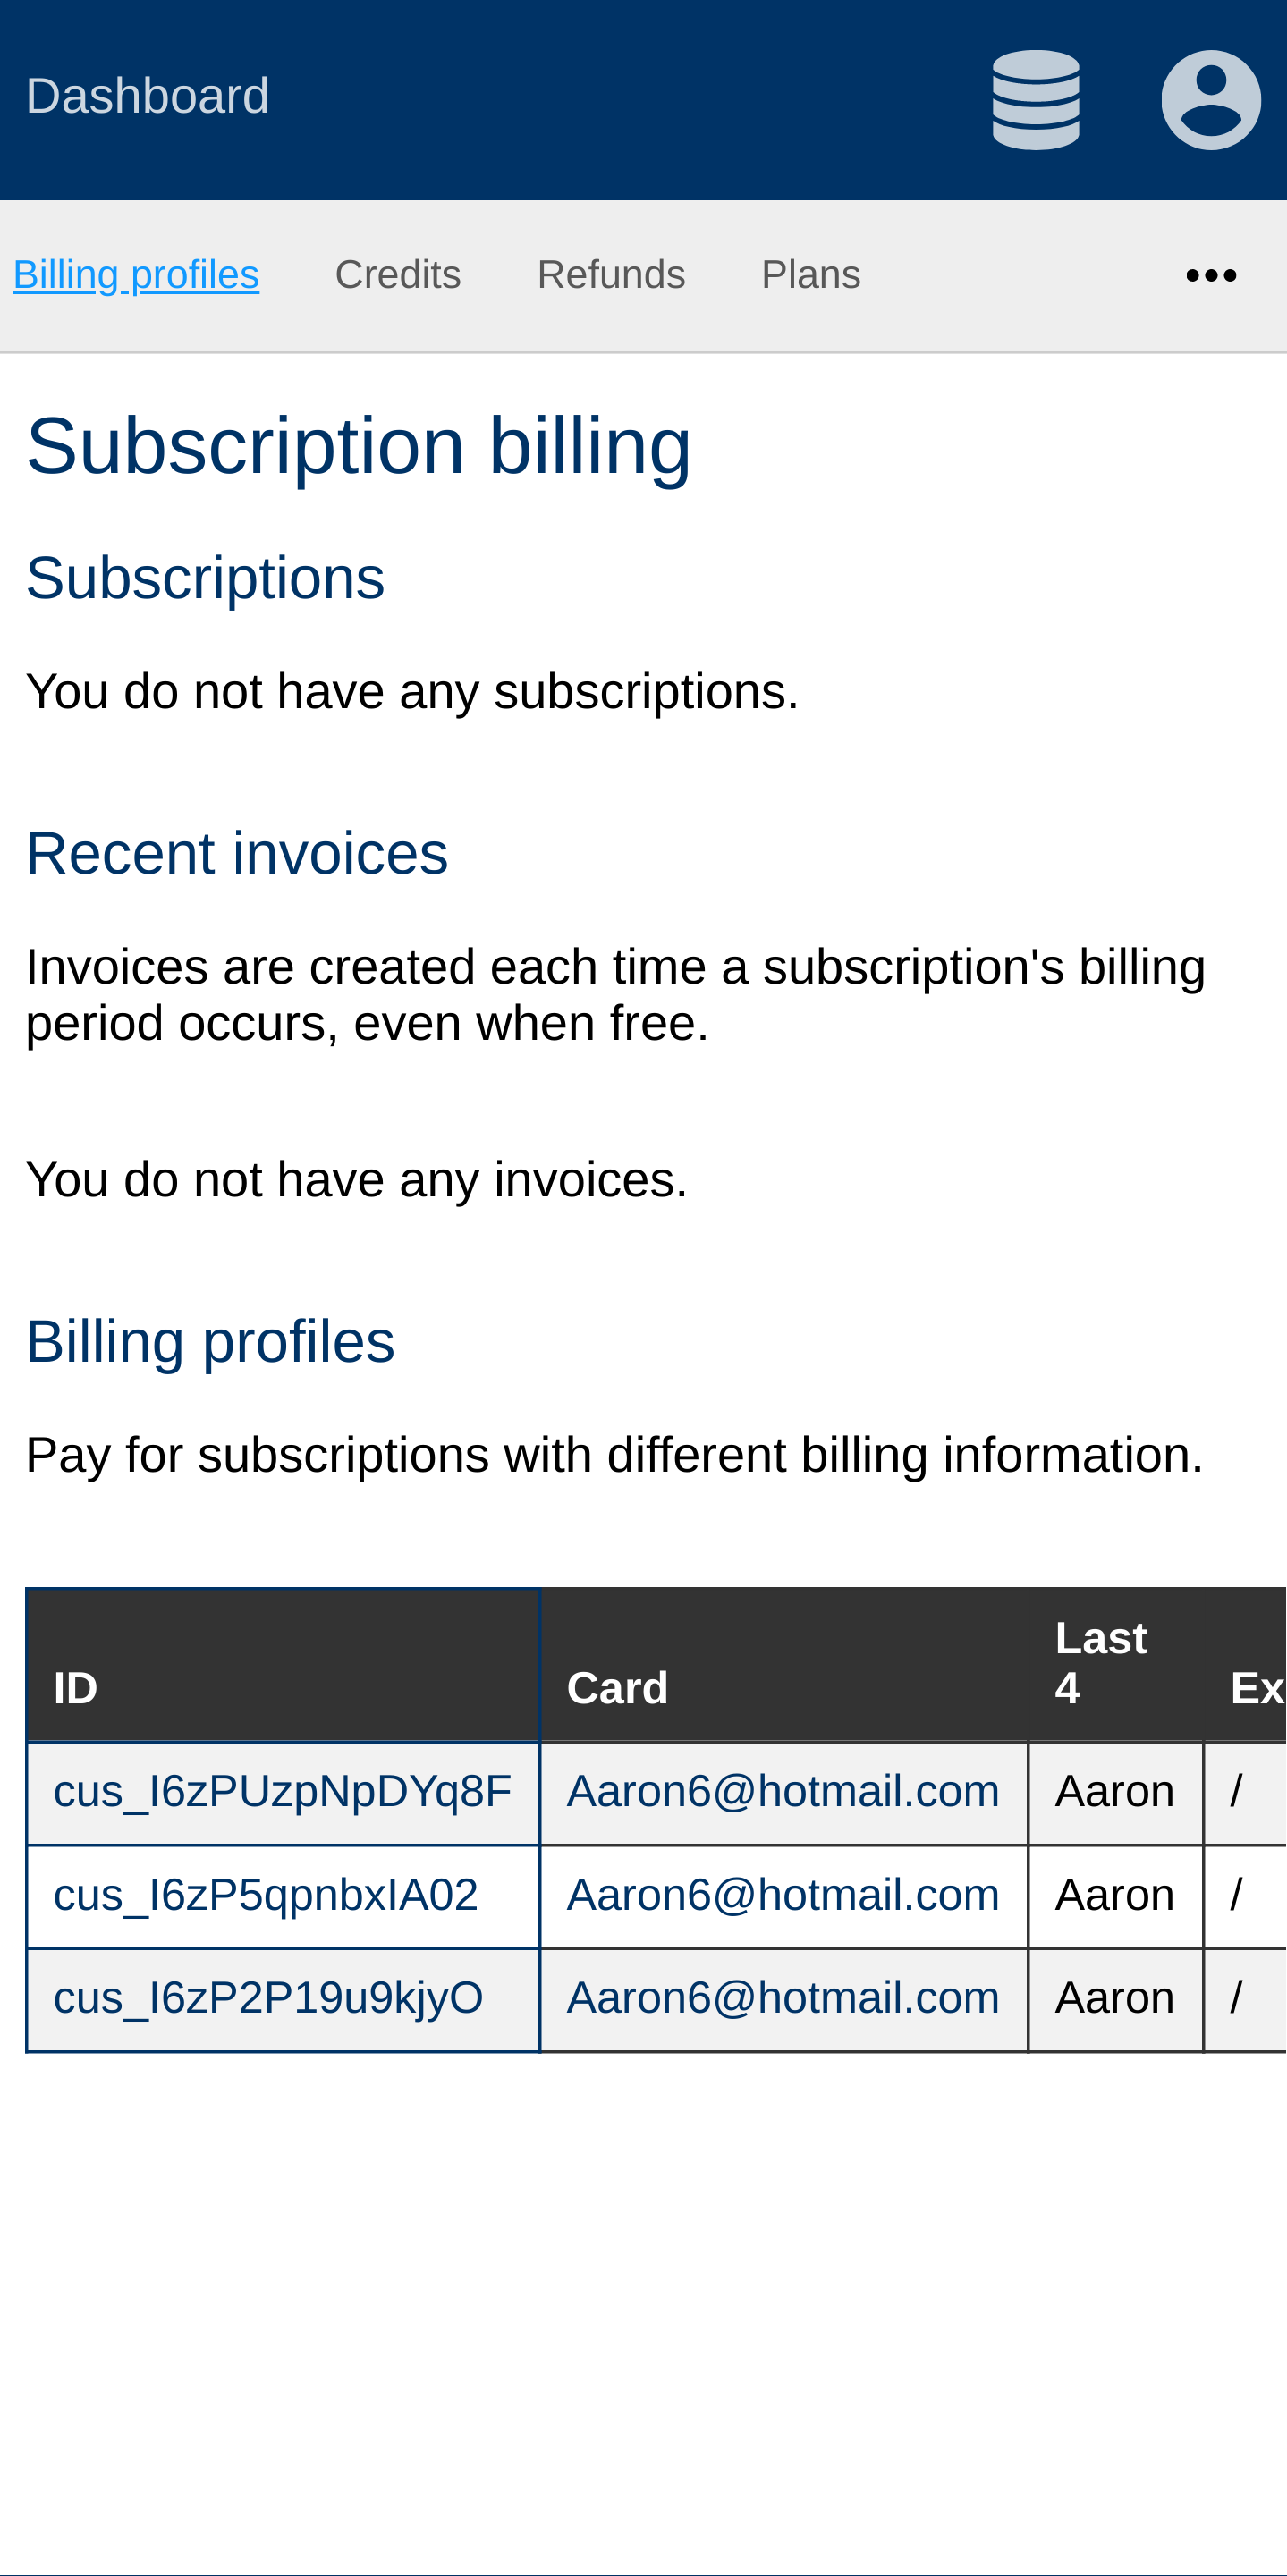 Dashboard
Billing profiles Credits Refunds Plans
Subscription billing
Subscriptions
You do not have any subscriptions.
Recent invoices
Invoices are created each time a subscription's billing
period occurs, even when free.
You do not have any invoices.
Billing profiles
Pay for subscriptions with different billing information.
ID Card Last 4 Ex
cus_I6zPUzpNpDYq8F Aaron6@hotmail.com Aaron /
cus_I6zP5qpnbxIA02 Aaron6@hotmail.com Aaron /
cus_I6zP2P19u9kjyO Aaron6@hotmail.com Aaron /